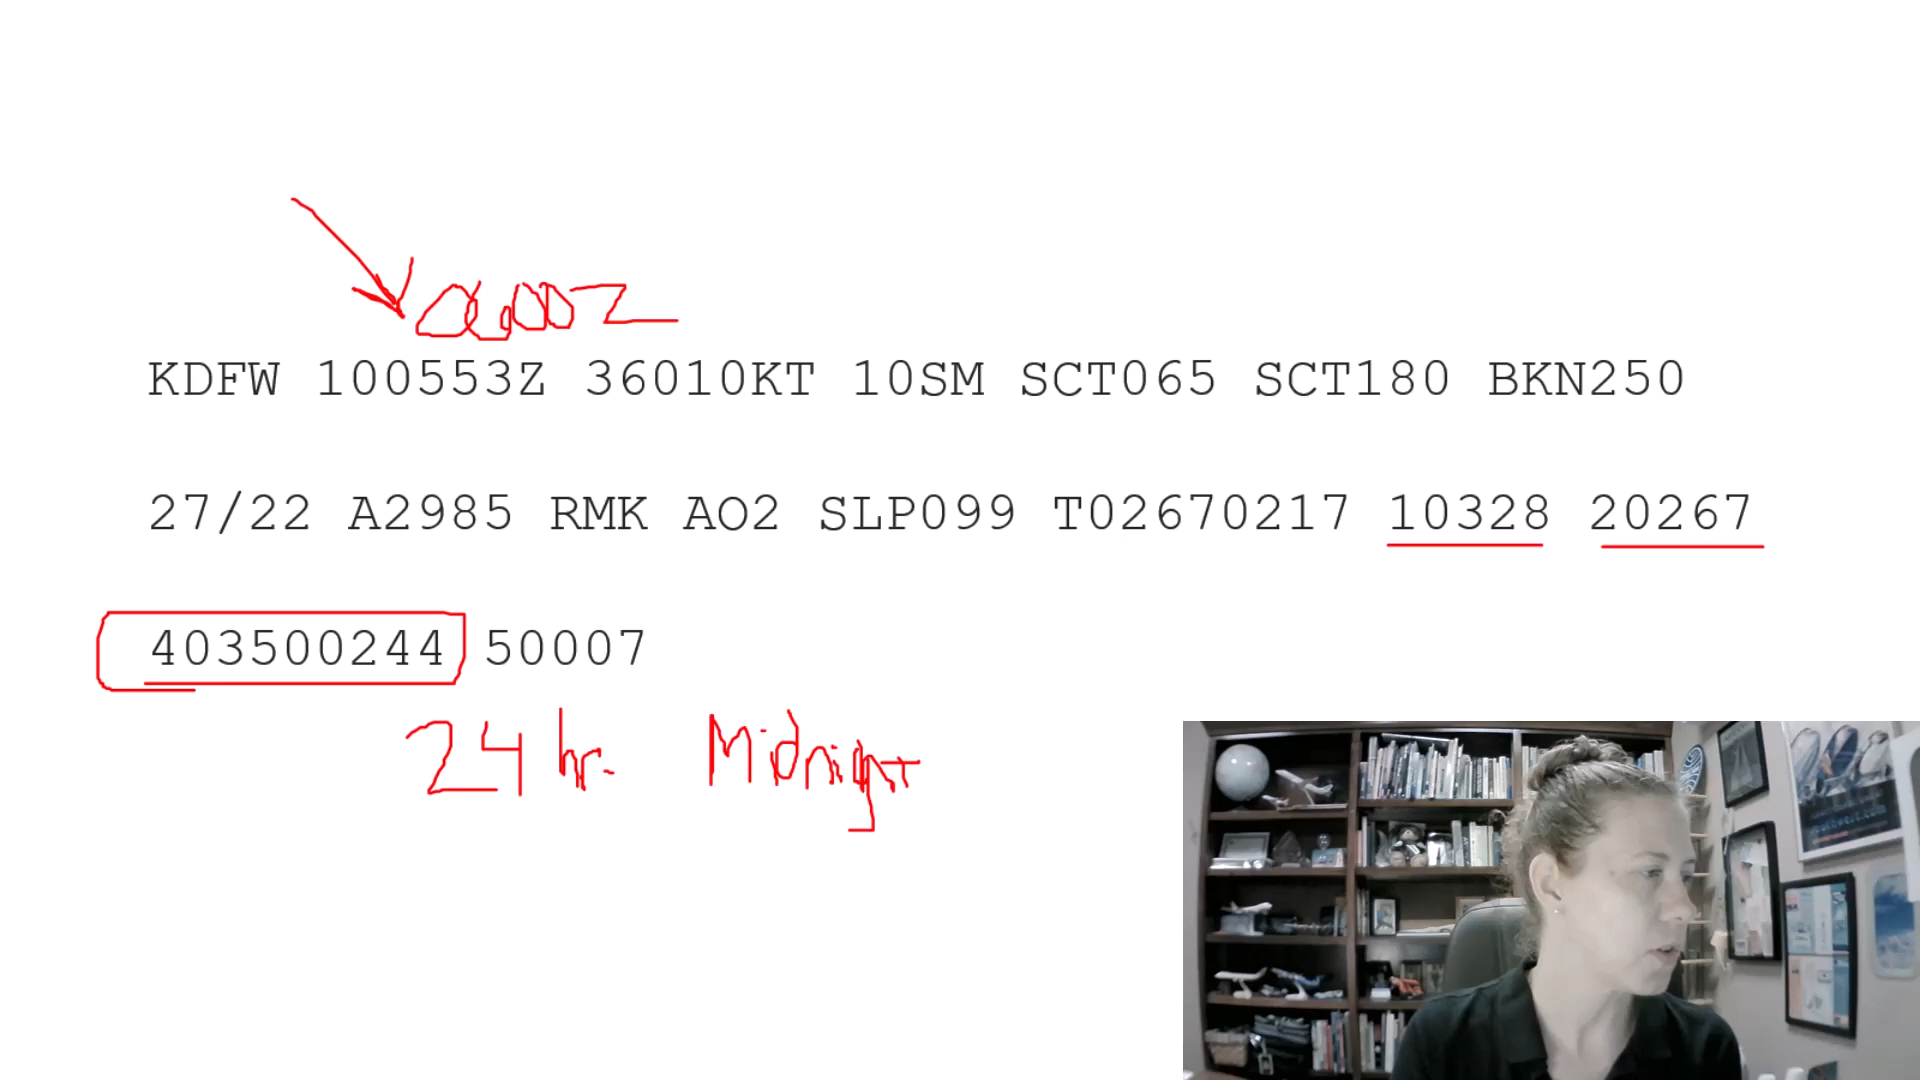 0600Z
KDFW 100553Z 36010KT 10SM SCT065 SCT180 BKN250
27/22 A2985 RMK AO2 SLP099 T02670217 10328 20267
403500244 50007
24 hr. Midnight